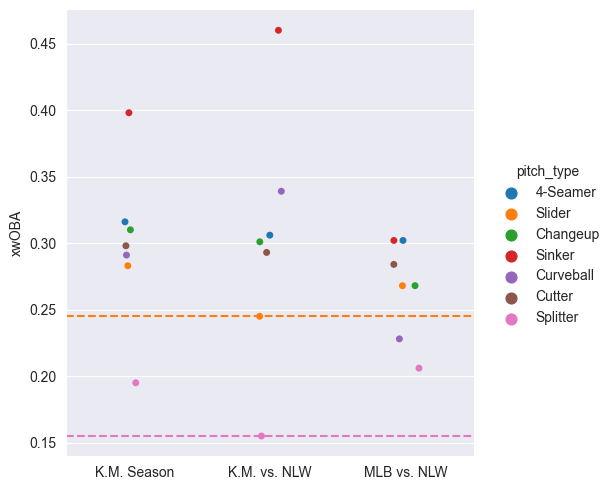 xwOBA
0.45
0.40
0.35
0.30
0.25
0.20
0.15
K.M. Season
K.M. vs. NLW
MLB vs. NLW
pitch_type
4-Seamer
Slider
Changeup
Sinker
Curveball
Cutter
Splitter